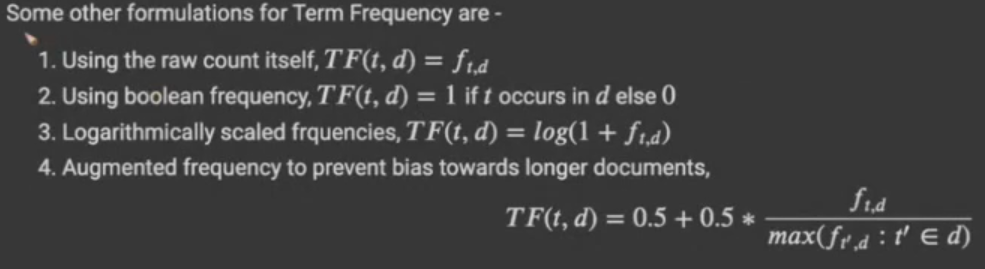 Some other formulations for Term Frequency are -
1. Using the raw count itself, TF(t, d) = f_{t,d}
2. Using boolean frequency, TF(t, d) = 1 if t occurs in d else 0
3. Logarithmically scaled frquencies, TF(t, d) = log(1 + f_{t,d})
4. Augmented frequency to prevent bias towards longer documents,
TF(t, d) = 0.5 + 0.5 * \frac{f_{t,d}}{max(f_{t',d} : t' ∈ d)}